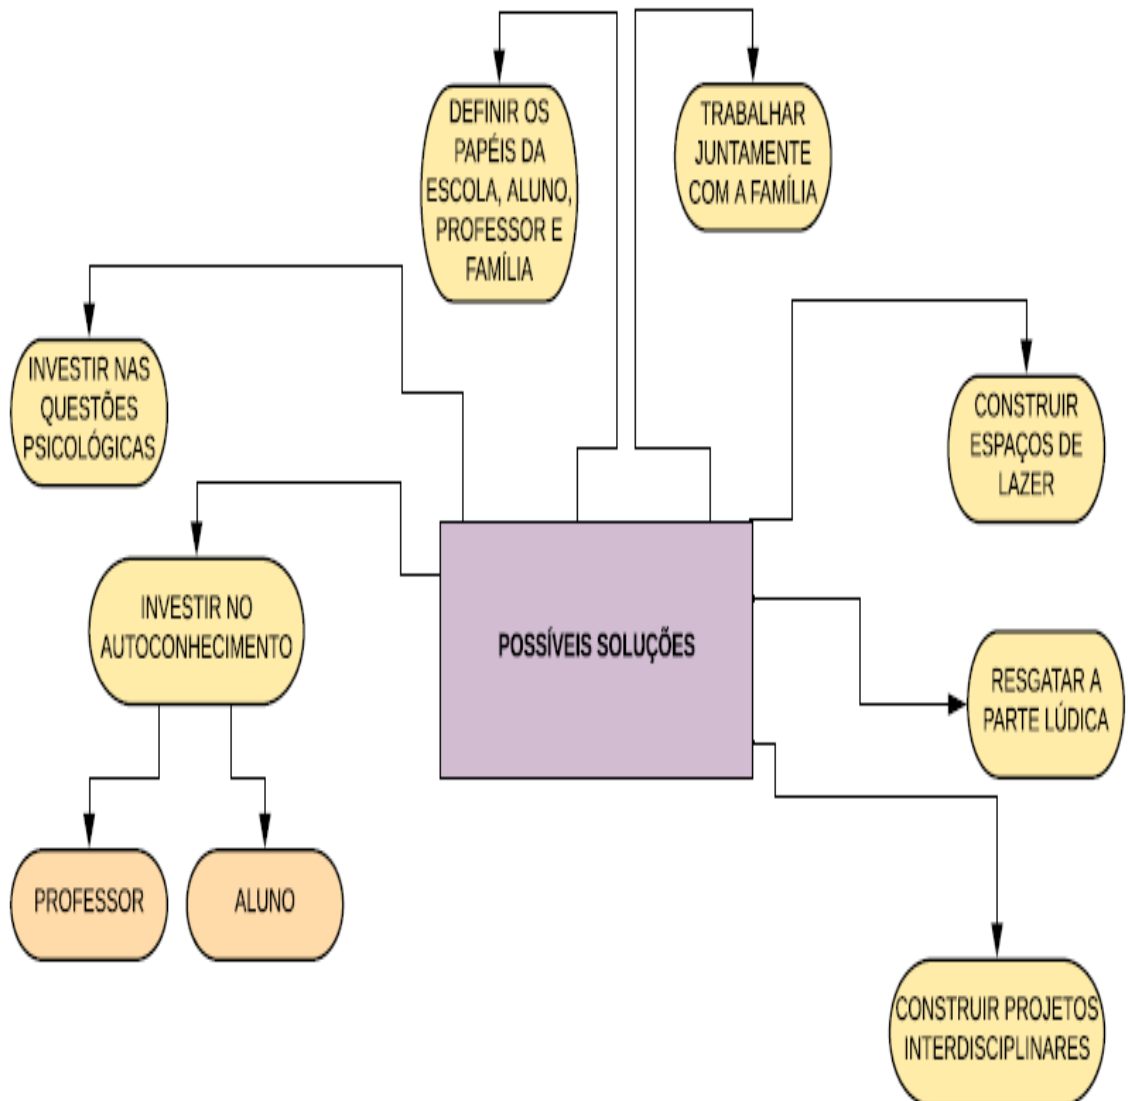 DEFINIR OS
PAPÉIS DA
ESCOLA, ALUNO,
PROFESSOR E
FAMÍLIA
TRABALHAR
JUNTAMENTE
COM A FAMÍLIA
INVESTIR NAS
QUESTÕES
PSICOLÓGICAS
CONSTRUIR
ESPAÇOS DE
LAZER
INVESTIR NO
AUTOCONHECIMENTO
POSSÍVEIS SOLUÇÕES
RESGATAR A
PARTE LÚDICA
PROFESSOR
ALUNO
CONSTRUIR PROJETOS
INTERDISCIPLINARES